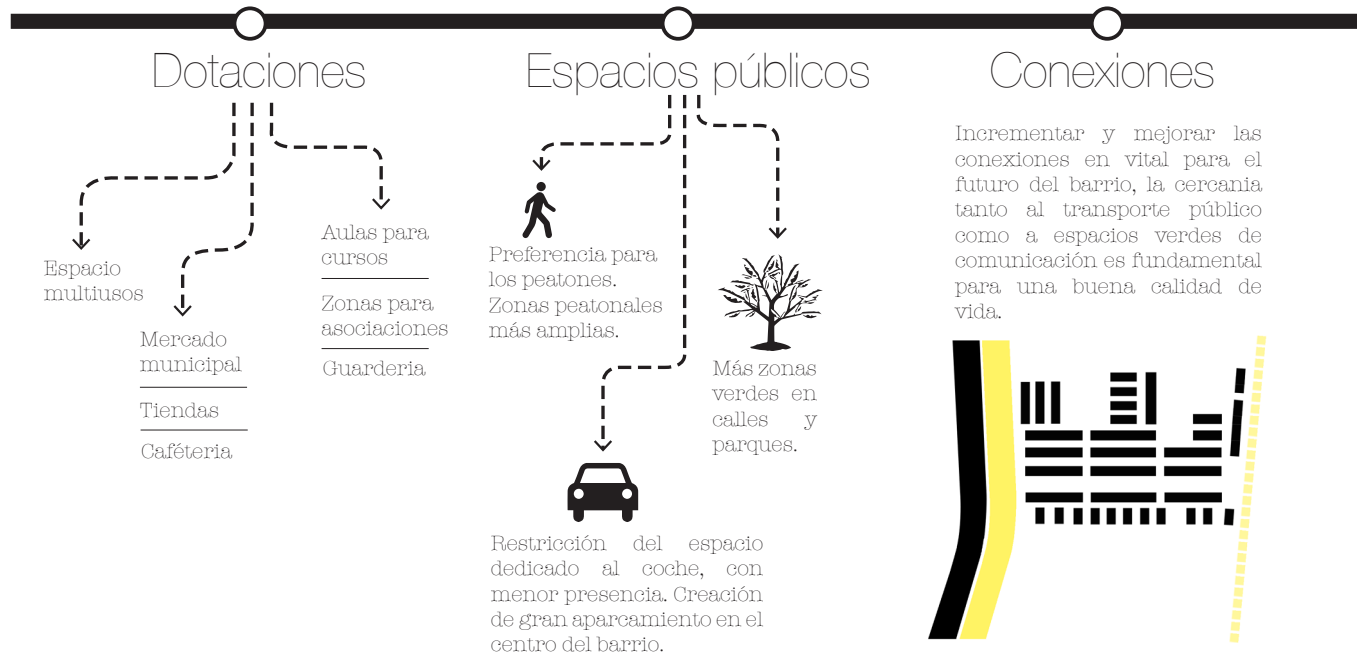 Dotaciones
Espacio
multiusos
Mercado
municipal
Tiendas
Caféteria
Aulas para
cursos
Zonas para
asociaciones
Guarderia
Espacios públicos
Preferencia para
los peatones.
Zonas peatonales
más amplias.
Restricción del espacio
dedicado al coche, con
menor presencia. Creación
de gran aparcamiento en el
centro del barrio.
Más zonas
verdes en
calles y
parques.
Conexiones
Incrementar y mejorar las
conexiones en vital para el
futuro del barrio, la cercania
tanto al transporte público
como a espacios verdes de
comunicación es fundamental
para una buena calidad de
vida.